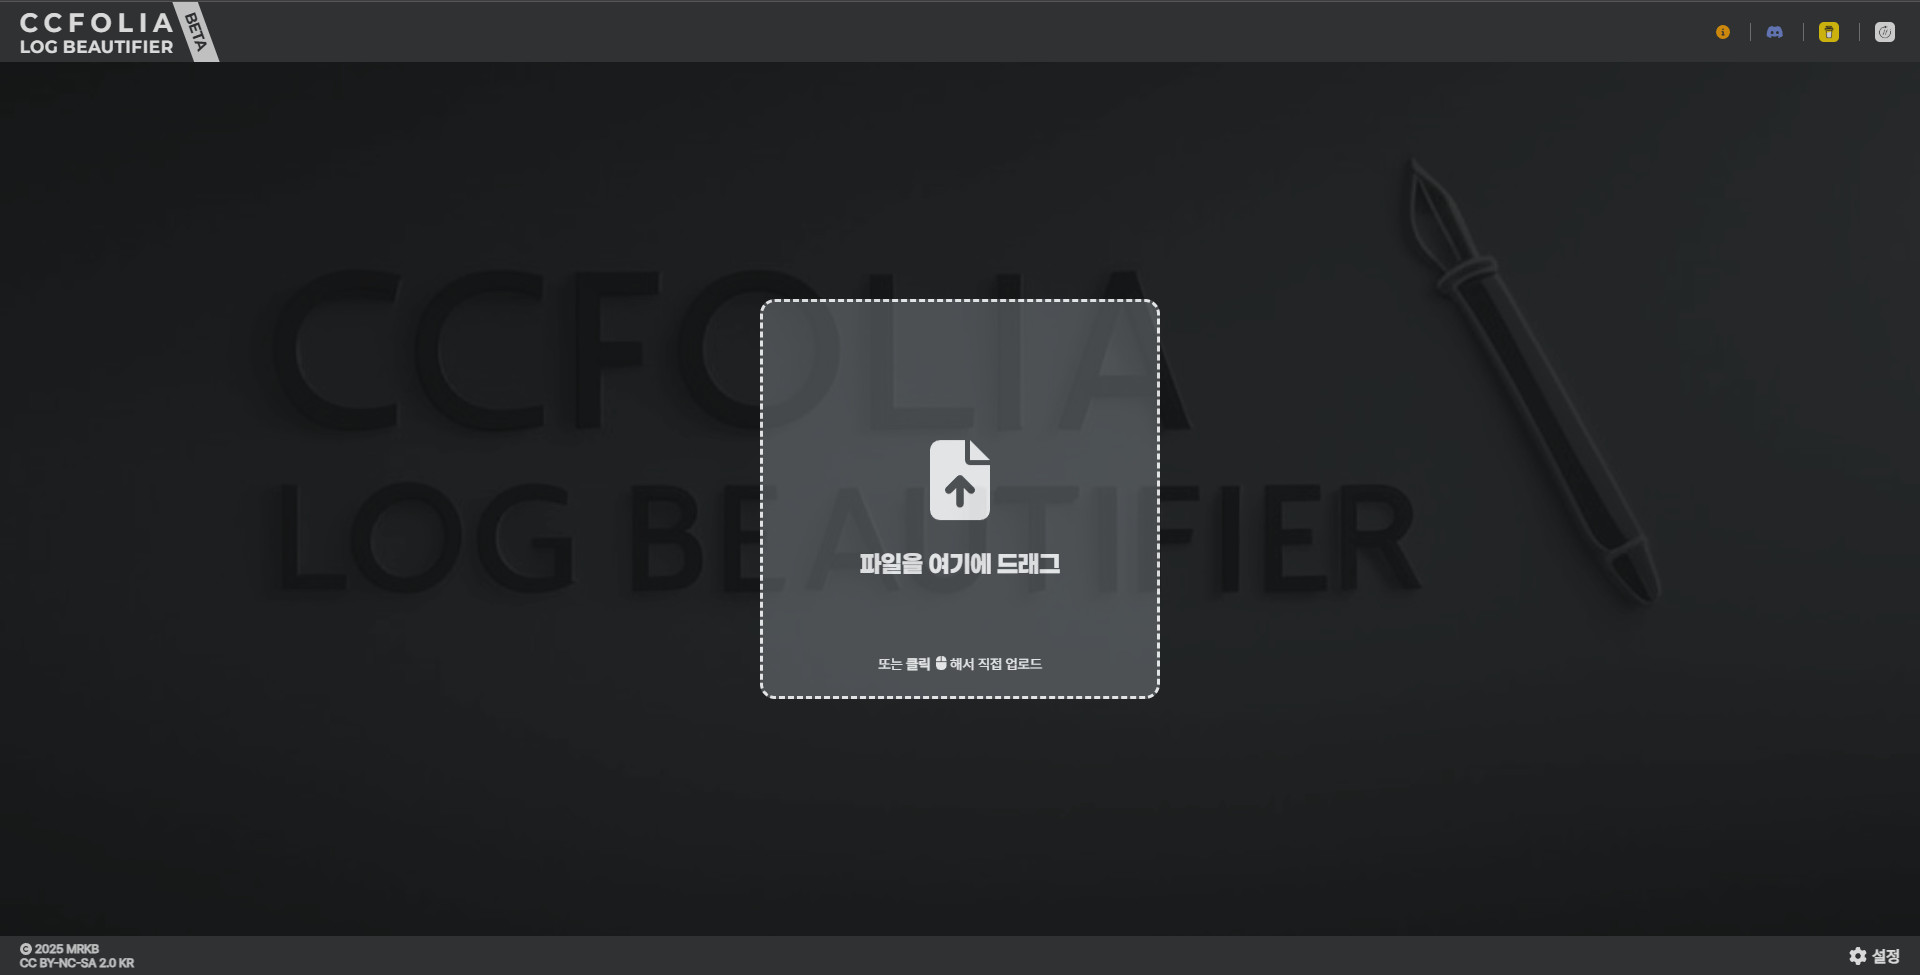 CCFOLIA
LOG BEAUTIFIER
BETA
CCFOLIA
LOG BEAUTIFIER
파일을 여기에 드래그
또는 클릭 해서 직접 업로드
© 2025 MRKB
CC BY-NC-SA 2.0 KR
설정